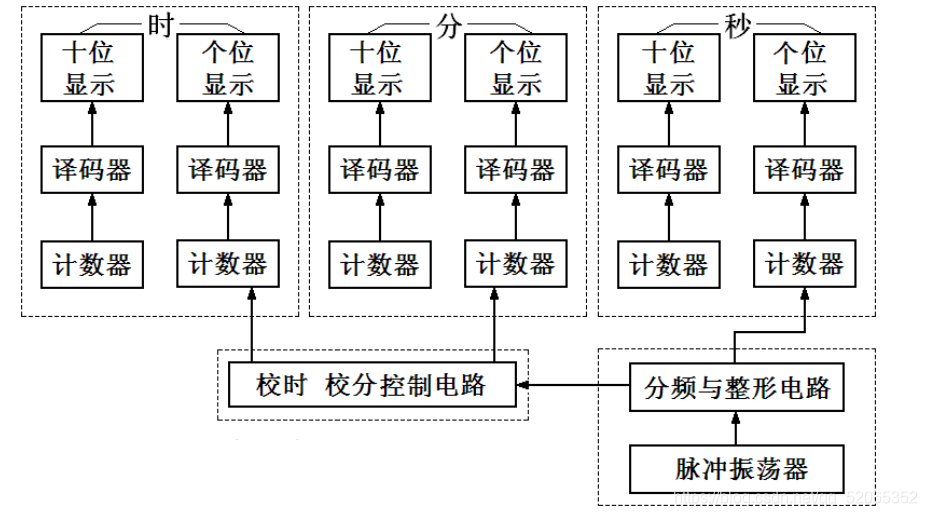 时 分 秒
十位 个位 十位 个位 十位 个位
显示 显示 显示 显示 显示 显示
译码器 译码器 译码器 译码器 译码器 译码器
计数器 计数器 计数器 计数器 计数器 计数器
校时 校分控制电路 分频与整形电路
脉冲振荡器